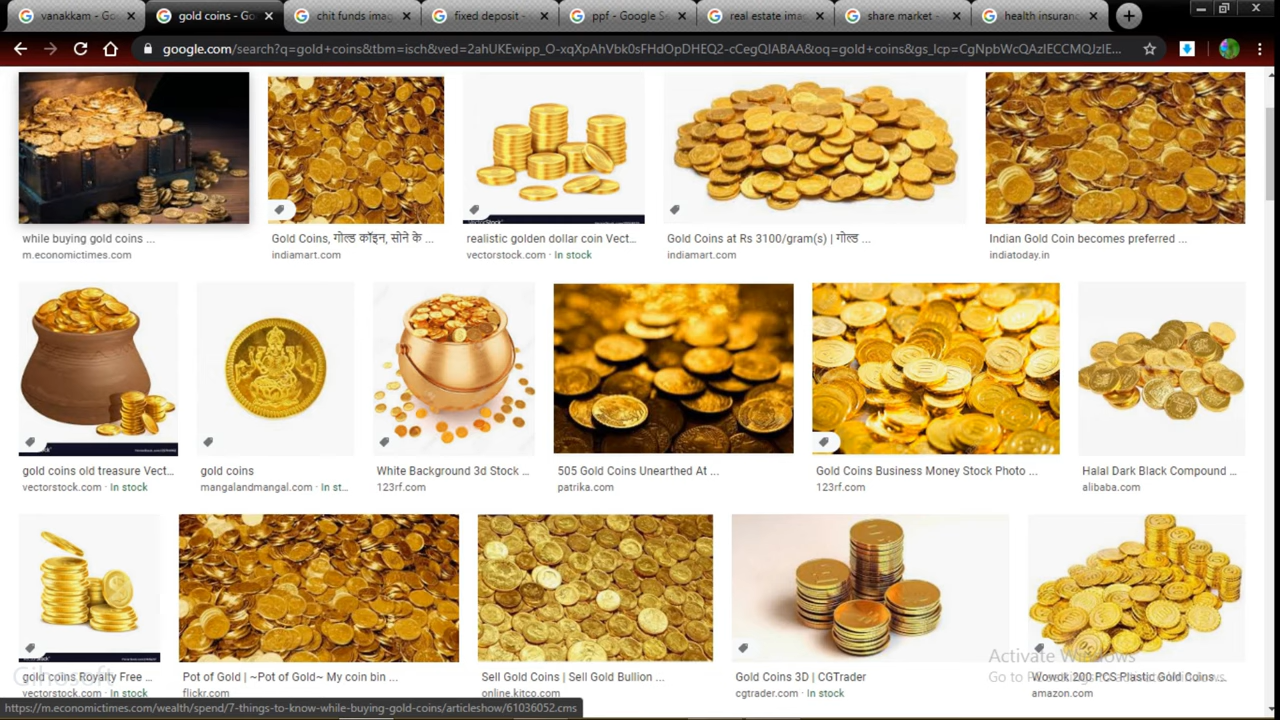 vanakkam - Go
gold coins - Go
chit funds imag
fixed deposit -
ppf - Google Se
real estate ima
share market -
health insuranc
google.com/search?q=gold+coins&tbm=isch&ved=2ahUKEwipp_O-xqXpAhVbk0sFHdOpDHEQ2-cCegQIABAA&oq=gold+coins&gs_lcp=CgNpbWcQAzIECCMQJzIE...
while buying gold coins ...
m.economictimes.com
Gold Coins, गोल्ड कॉइन, सोने के ...
indiamart.com
realistic golden dollar coin Vect...
vectorstock.com · In stock
Gold Coins at Rs 3100/gram(s) | गोल्ड ...
indiamart.com
Indian Gold Coin becomes preferred ...
indiatoday.in
gold coins old treasure Vect...
vectorstock.com · In stock
gold coins
mangalandmangal.com · In st...
White Background 3d Stock ...
123rf.com
505 Gold Coins Unearthed At ...
patrika.com
Gold Coins Business Money Stock Photo ...
123rf.com
Halal Dark Black Compound ...
alibaba.com
gold coins Royalty Free ...
vectorstock.com · In stock
Pot of Gold | ~Pot of Gold~ My coin bin ...
flickr.com
Sell Gold Coins | Sell Gold Bullion ...
online.kitco.com
Gold Coins 3D | CGTrader
cgtrader.com · In stock
Wowok 200 PCS Plastic Gold Coins...
amazon.com
Activate Windows
https://m.economictimes.com/wealth/spend/7-things-to-know-while-buying-gold-coins/articleshow/61036052.cms